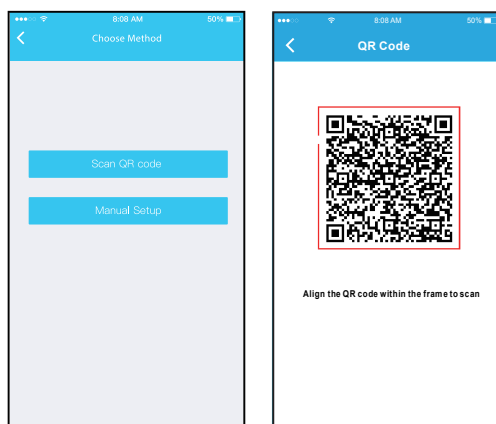 8:08 AM
50%
Choose Method
Scan QR code
Manual Setup
8:08 AM
50%
QR Code
Align the QR code within the frame to scan